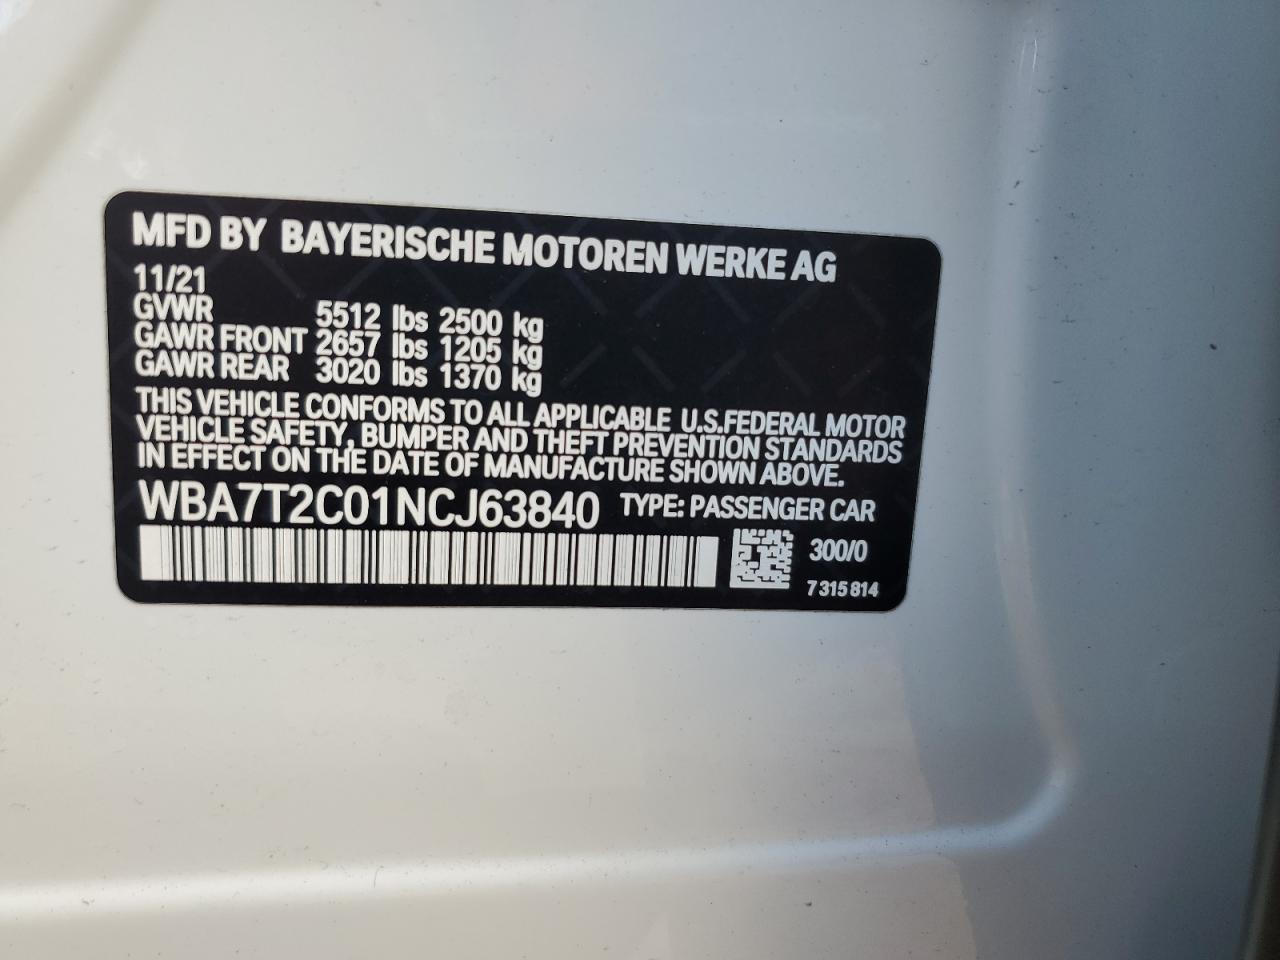 MFD BY BAYERISCHE MOTOREN WERKE AG
11/21
GVWR 5512 lbs 2500 kg
GAWR FRONT 2657 lbs 1205 kg
GAWR REAR 3020 lbs 1370 kg
THIS VEHICLE CONFORMS TO ALL APPLICABLE U.S.FEDERAL MOTOR
VEHICLE SAFETY, BUMPER AND THEFT PREVENTION STANDARDS
IN EFFECT ON THE DATE OF MANUFACTURE SHOWN ABOVE.
WBA7T2C01NCJ63840 TYPE: PASSENGER CAR
300/0
7 315 814